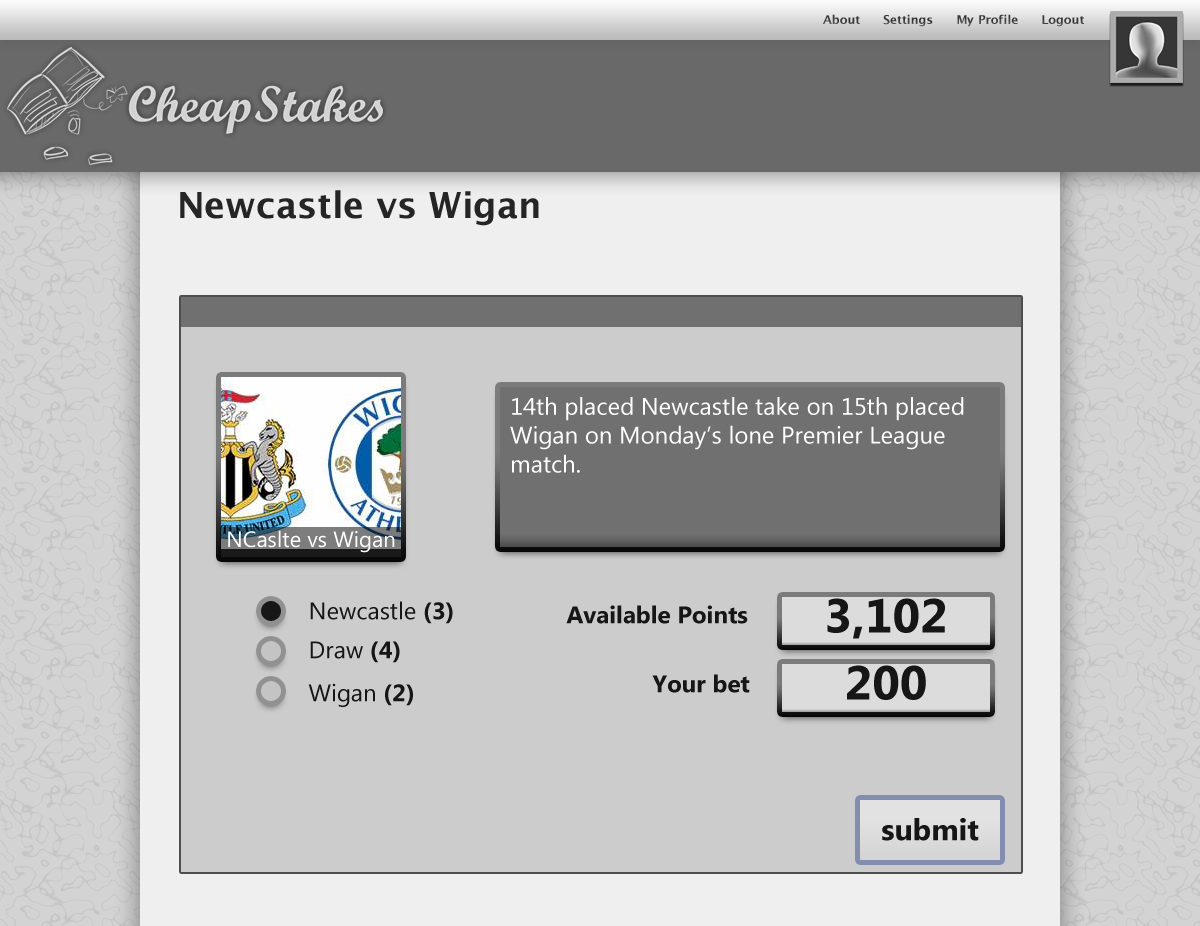 About Settings My Profile Logout
CheapStakes
Newcastle vs Wigan
14th placed Newcastle take on 15th placed
Wigan on Monday’s lone Premier League
match.
NCaslte vs Wigan
Newcastle (3)
Draw (4)
Wigan (2)
Available Points 3,102
Your bet 200
submit